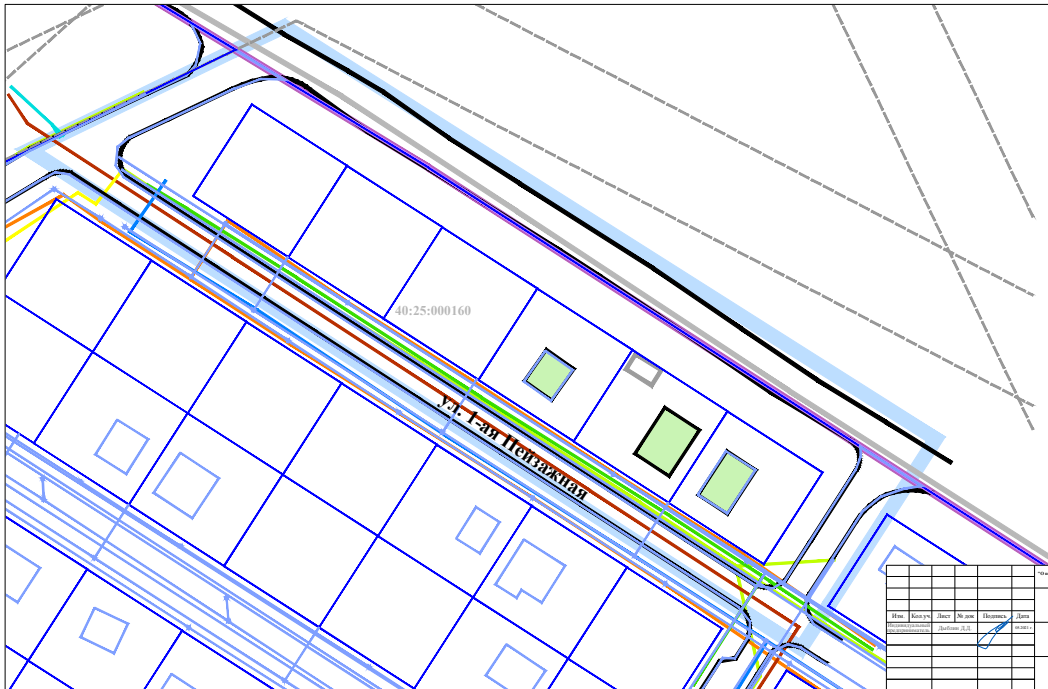 40:25:000160
ул. 1-ая Пейзажная
Изм. Кол.уч. Лист № док Подпись Дата
Индивидуальный
предприниматель